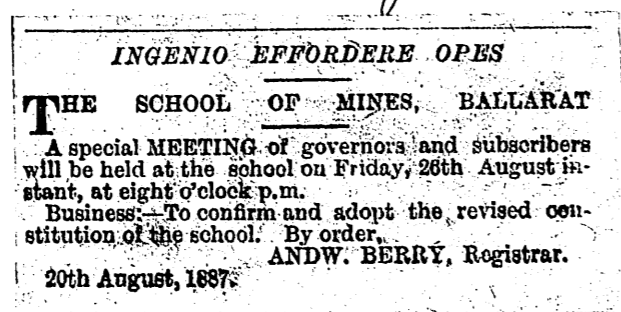 INGENIO EFFORDERE OPES
THE SCHOOL OF MINES, BALLARAT
A special MEETING of governors and subscribers
will be held at the school on Friday, 26th August in-
stant, at eight o'clock p.m.
Business:—To confirm and adopt the revised con-
stitution of the school. By order,
ANDW. BERRY, Registrar.
20th August, 1887.